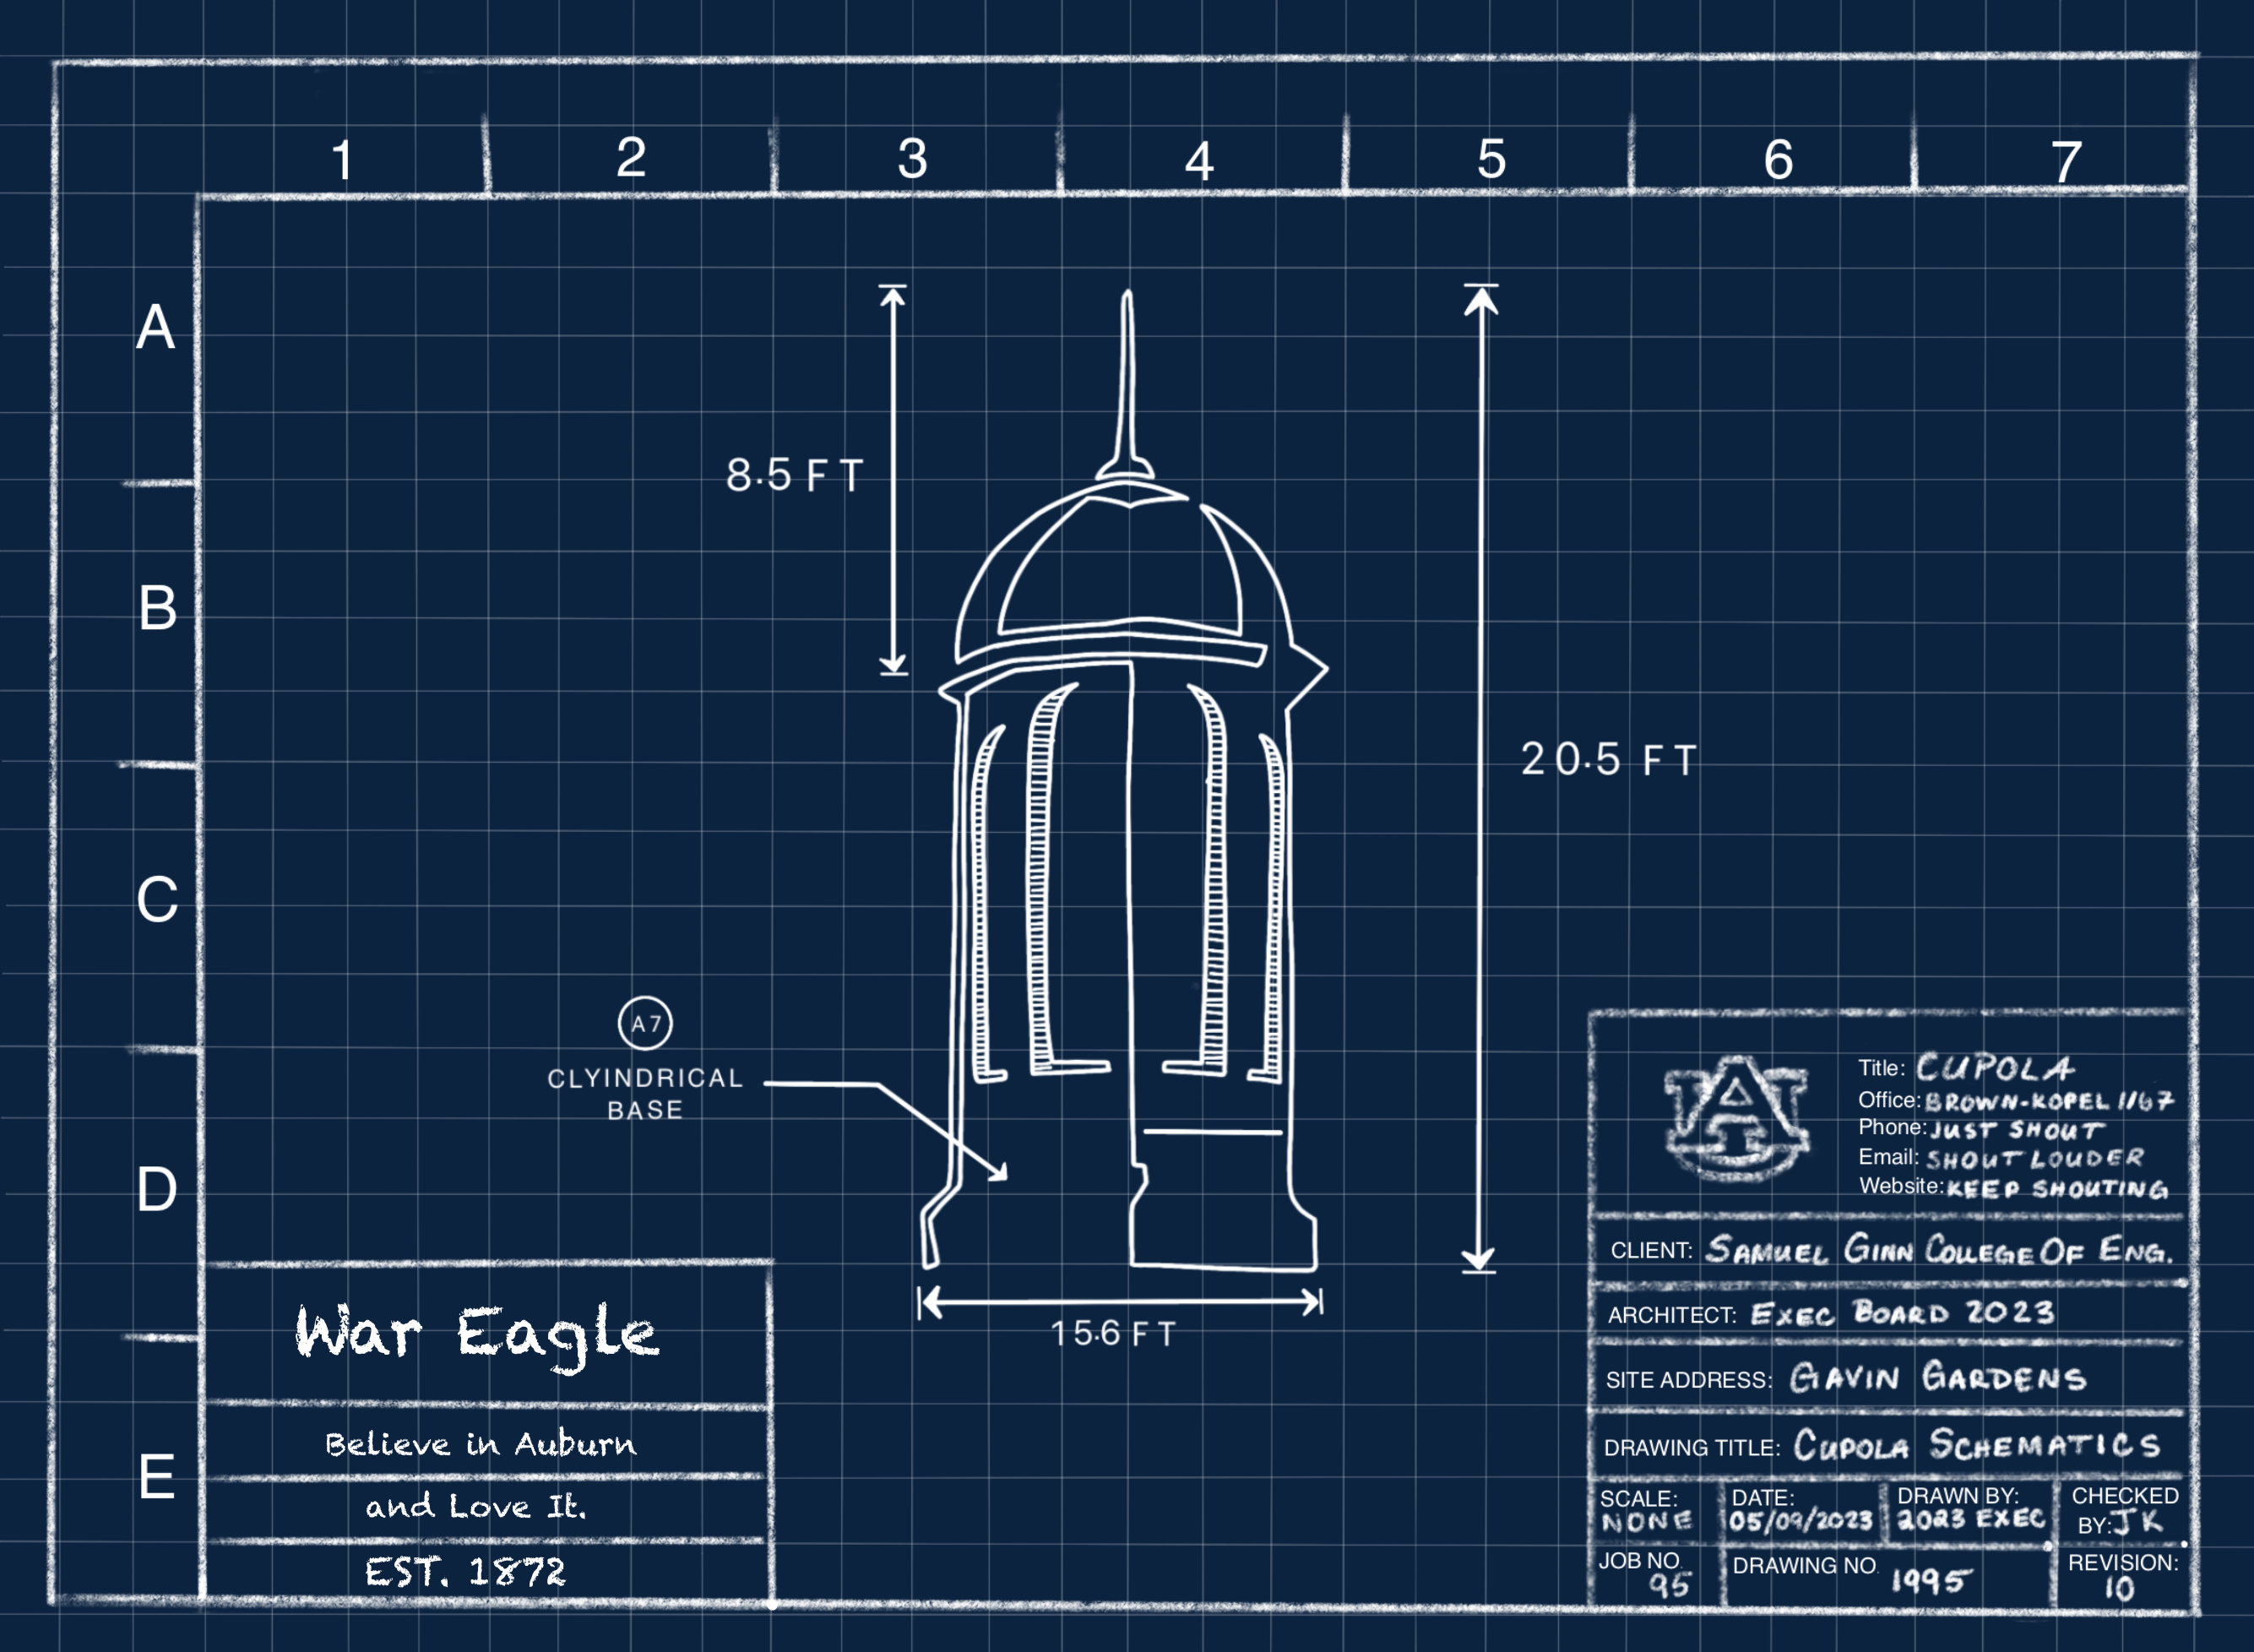 1 2 3 4 5 6 7
A
B
C
D
E
8.5 FT
20.5 FT
A7
CLYINDRICAL
BASE
15.6 FT
War Eagle
Believe in Auburn
and Love It.
EST. 1872
AU
Title: CUPOLA
Office: BROWN-KOPEL 1167
Phone: JUST SHOUT
Email: SHOUT LOUDER
Website: KEEP SHOUTING
CLIENT: SAMUEL GINN COLLEGE OF ENG.
ARCHITECT: EXEC BOARD 2023
SITE ADDRESS: GAVIN GARDENS
DRAWING TITLE: CUPOLA SCHEMATICS
SCALE:
NONE
DATE:
05/09/2023
DRAWN BY:
2023 EXEC
CHECKED
BY: JK
JOB NO.
95
DRAWING NO. 1995
REVISION:
10